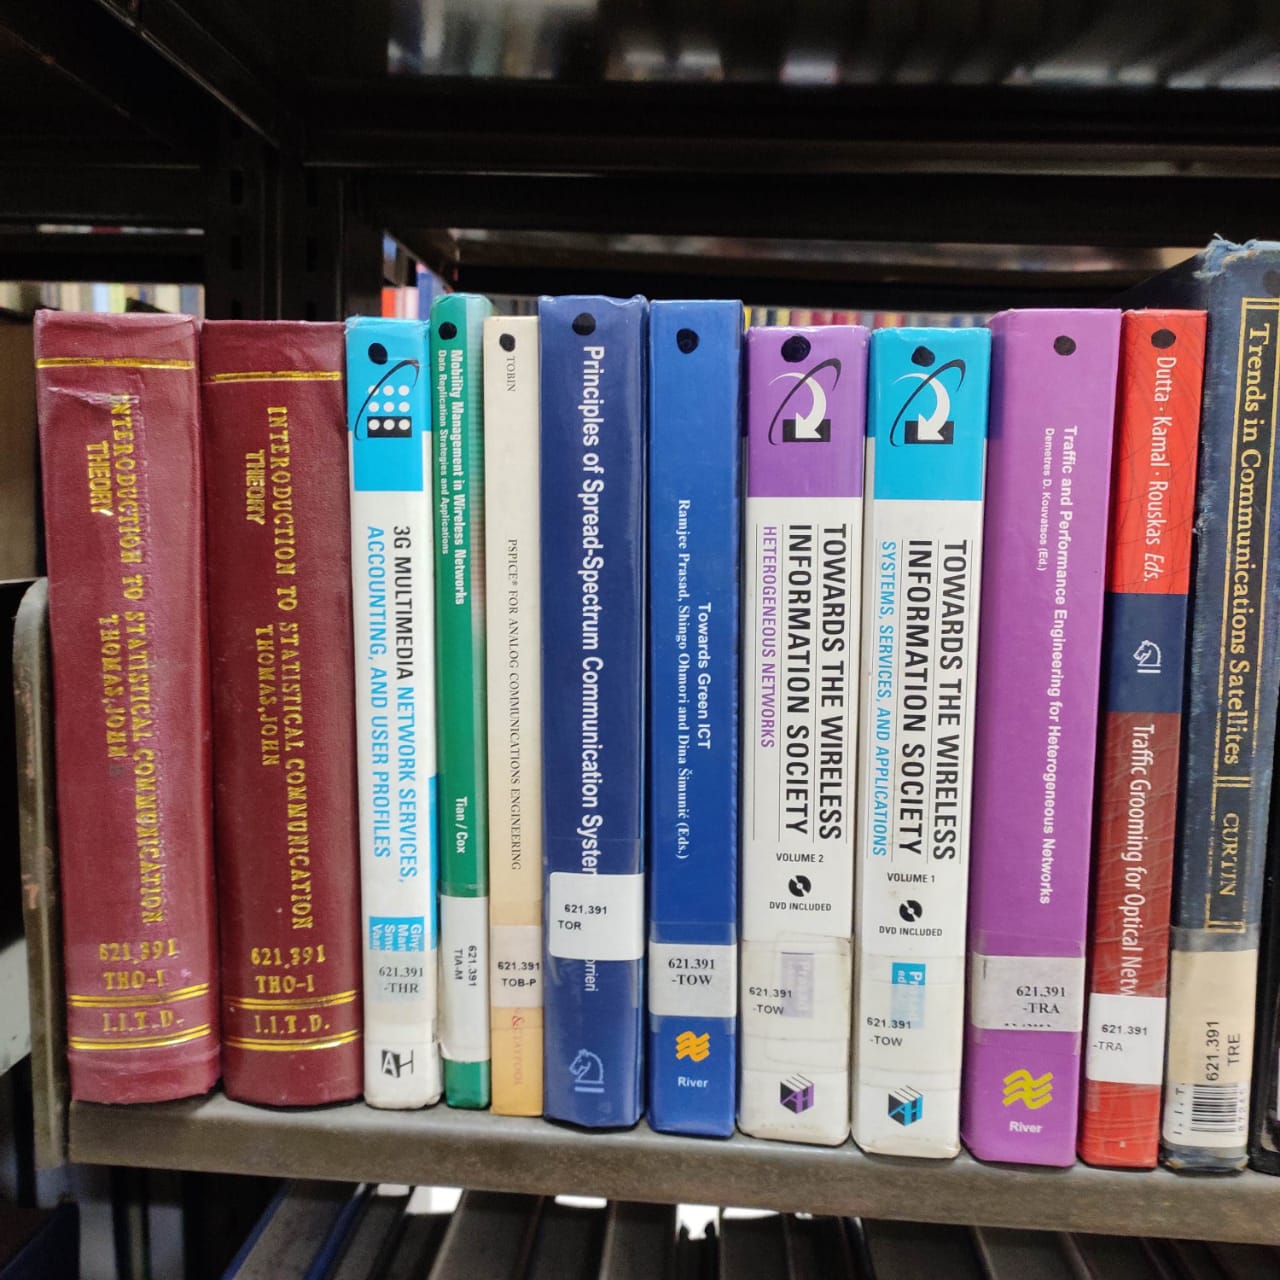 INTERODUCTION TO STATISTICAL COMMUNICATION
THEORY
THOMAS, JOHN
621.391
THO-I
I.I.T.D.
INTERODUCTION TO STATISTICAL COMMUNICATION
THEORY
THOMAS, JOHN
621.391
THO-I
I.I.T.D.
3G MULTIMEDIA NETWORK SERVICES,
ACCOUNTING, AND USER PROFILES
621.391
-THR
Mobility Management in Wireless Networks
Data Replication Strategies and Applications
Tian / Cox
621.391
TIA-M
TOBIN
PSPICE® FOR ANALOG COMMUNICATIONS ENGINEERING
621.391
TOB-P
Principles of Spread-Spectrum Communication Syster
621.391
TOR
orrieri
Towards Green ICT
Ramjee Prasad, Shingo Ohmori and Dina Šimunić (Eds.)
621.391
-TOW
River
TOWARDS THE WIRELESS
INFORMATION SOCIETY
HETEROGENEOUS NETWORKS
VOLUME 2
DVD INCLUDED
621.391
-TOW
TOWARDS THE WIRELESS
INFORMATION SOCIETY
SYSTEMS, SERVICES, AND APPLICATIONS
VOLUME 1
DVD INCLUDED
621.391
-TOW
Traffic and Performance Engineering for Heterogeneous Networks
Demetres D. Kouvatsos (Ed.)
621.391
-TRA
River
Dutta · Kamal · Rouskas Eds.
Traffic Grooming for Optical Netw
621.391
-TRA
Trends in Communications Satellites
CURTIN
621.391
TRE